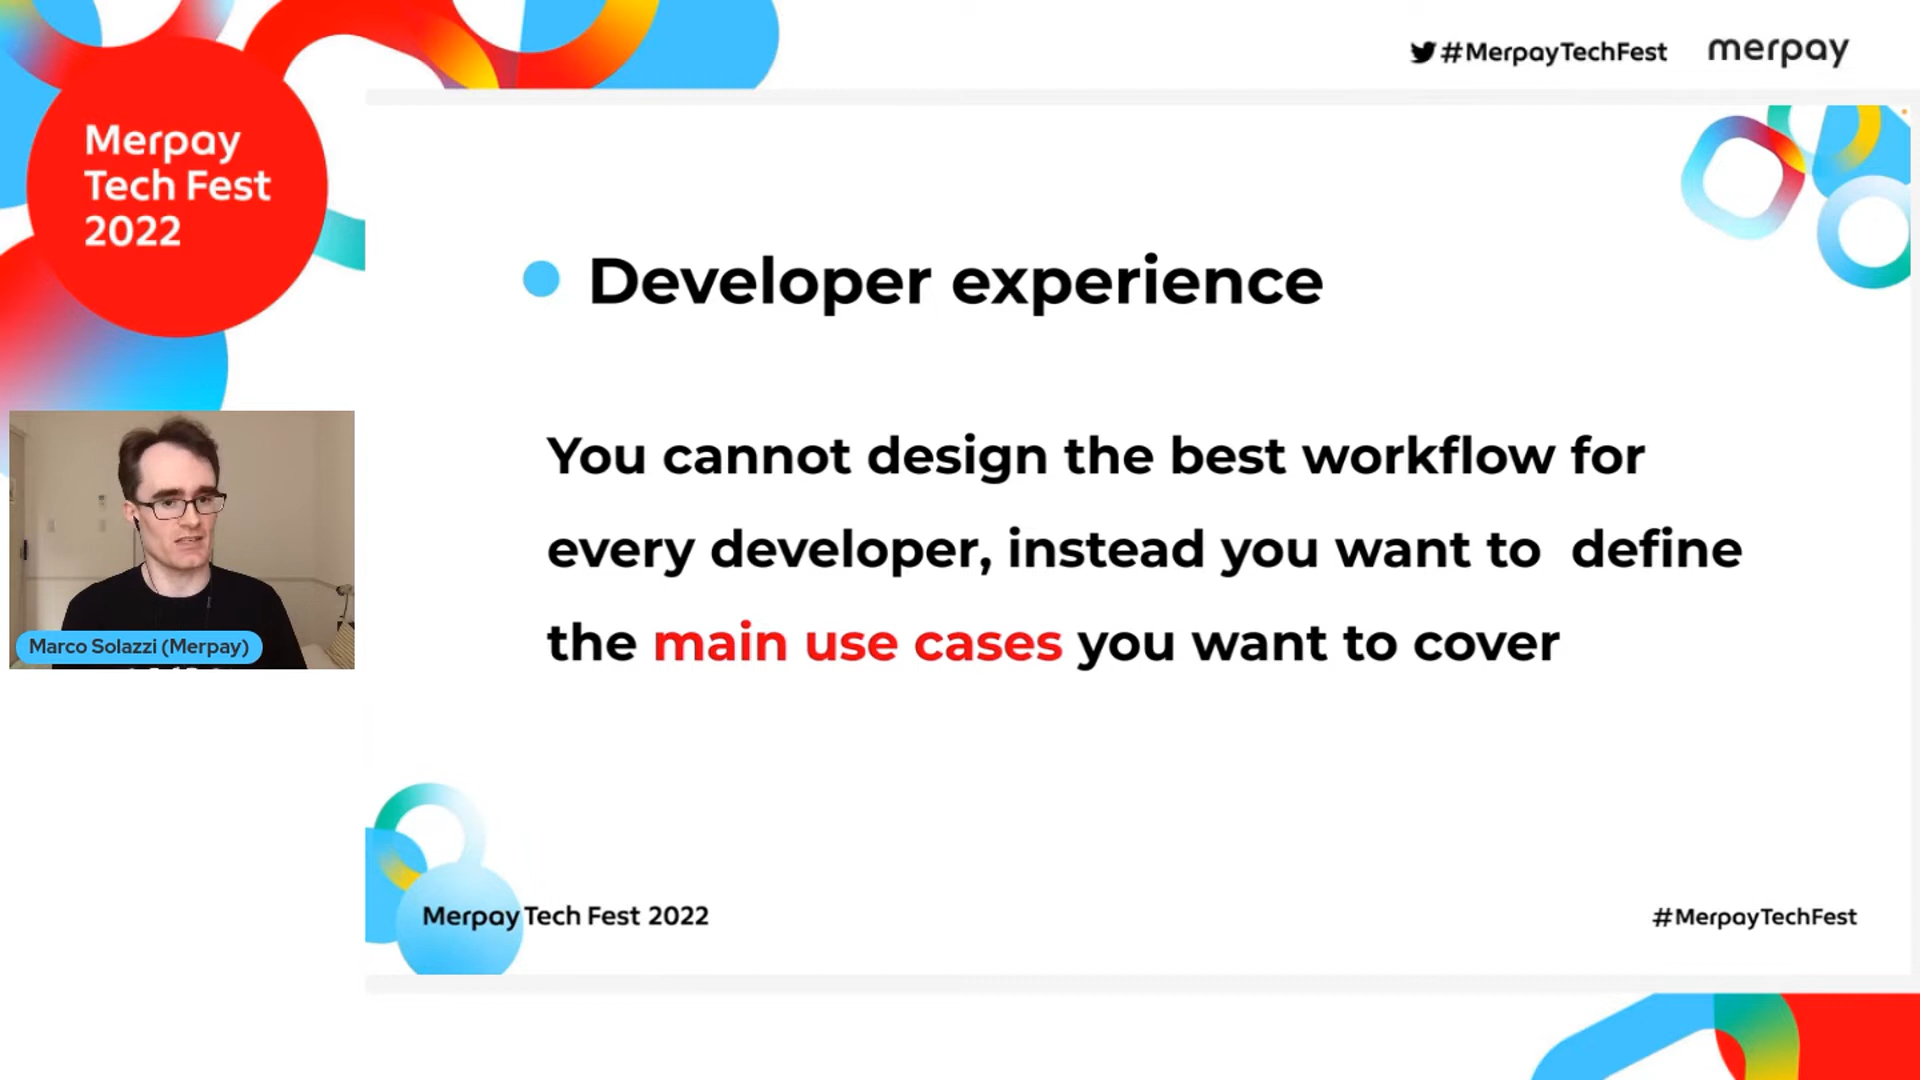 #MerpayTechFest
merpay
Merpay
Tech Fest
2022
Developer experience
You cannot design the best workflow for
every developer, instead you want to define
the main use cases you want to cover
Marco Solazzi (Merpay)
Merpay Tech Fest 2022
#MerpayTechFest